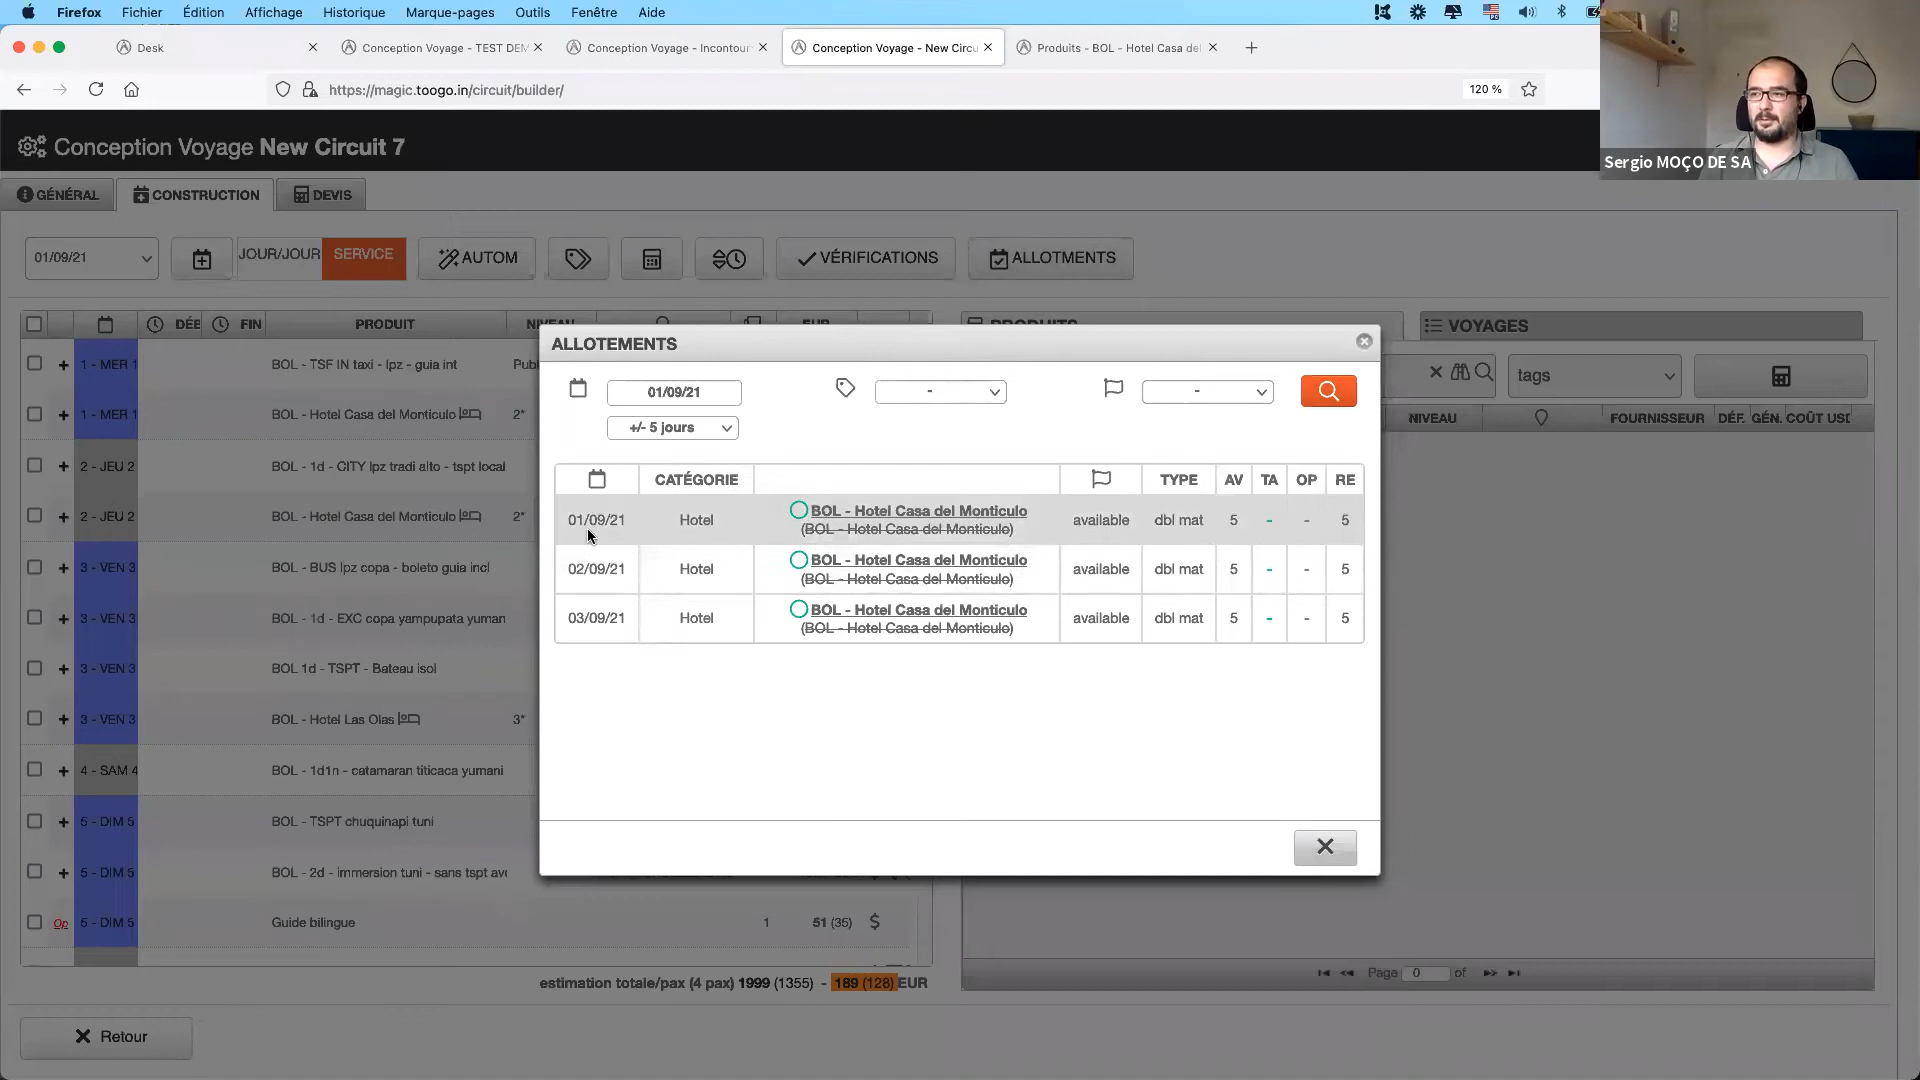 Firefox Fichier Édition Affichage Historique Marque-pages Outils Fenêtre Aide
Desk
Conception Voyage - TEST DEM
Conception Voyage - Incontour
Conception Voyage - New Circu
Produits - BOL - Hotel Casa del
https://magic.toogo.in/circuit/builder/
120 %
Sergio MOÇO DE SA
Conception Voyage New Circuit 7
GÉNÉRAL CONSTRUCTION DEVIS
01/09/21 JOUR/JOUR SERVICE AUTOM VÉRIFICATIONS ALLOTMENTS
DÉB FIN PRODUIT NIVEAU EUR
PRODUITS VOYAGES
tags
NIVEAU FOURNISSEUR DÉF. GÉN. COÛT USD
1 - MER 1 BOL - TSF IN taxi - lpz - guia int Pub
1 - MER 1 BOL - Hotel Casa del Monticulo 2*
2 - JEU 2 BOL - 1d - CITY lpz tradi alto - tspt local
2 - JEU 2 BOL - Hotel Casa del Monticulo 2*
3 - VEN 3 BOL - BUS lpz copa - boleto guia incl
3 - VEN 3 BOL - 1d - EXC copa yampupata yuman
3 - VEN 3 BOL 1d - TSPT - Bateau isol
3 - VEN 3 BOL - Hotel Las Olas 3*
4 - SAM 4 BOL - 1d1n - catamaran titicaca yumani
5 - DIM 5 BOL - TSPT chuquinapi tuni
5 - DIM 5 BOL - 2d - immersion tuni - sans tspt ave
Op 5 - DIM 5 Guide bilingue 1 51 (35) $
estimation totale/pax (4 pax) 1999 (1355) - 189 (128) EUR
Page 0 of
Retour
ALLOTEMENTS
01/09/21 - -
+/- 5 jours
CATÉGORIE TYPE AV TA OP RE
01/09/21 Hotel BOL - Hotel Casa del Monticulo available dbl mat 5 - - 5
(BOL - Hotel Casa del Monticulo)
02/09/21 Hotel BOL - Hotel Casa del Monticulo available dbl mat 5 - - 5
(BOL - Hotel Casa del Monticulo)
03/09/21 Hotel BOL - Hotel Casa del Monticulo available dbl mat 5 - - 5
(BOL - Hotel Casa del Monticulo)